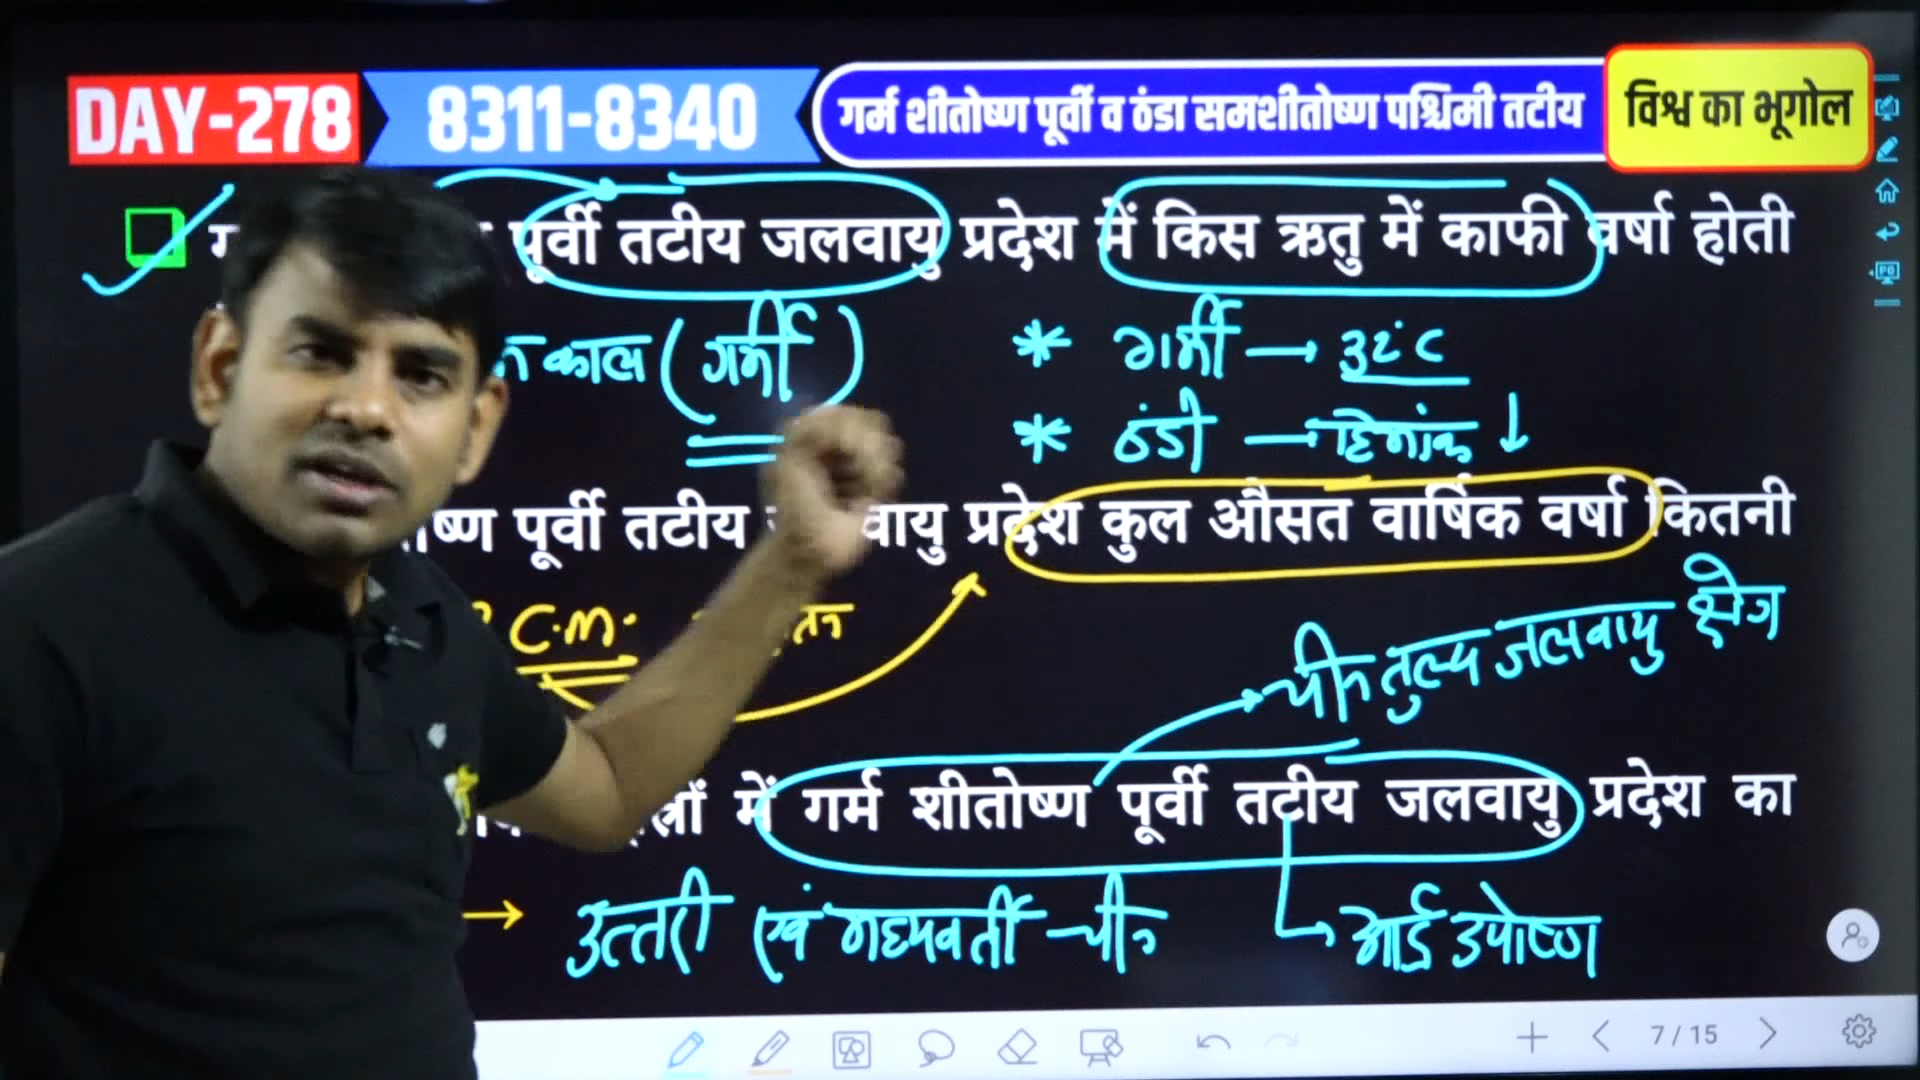 DAY-278 8311-8340 गर्म शीतोष्ण पूर्वी व ठंडा समशीतोष्ण पश्चिमी तटीय विश्व का भूगोल
पूर्वी तटीय जलवायु प्रदेश में किस ऋतु में काफी वर्षा होती
काल (गर्मी) * गर्मी → 32°C
* ठंडी → हिमांक ↓
पूर्वी तटीय प्रदेश कुल औसत वार्षिक वर्षा कितनी
C.M.
→ चीन तुल्य जलवायु क्षेत्र
में गर्म शीतोष्ण पूर्वी तटीय जलवायु प्रदेश का
→ उत्तरी एवं मध्यवर्ती चीन → आर्द्र उपोष्ण
7 / 15